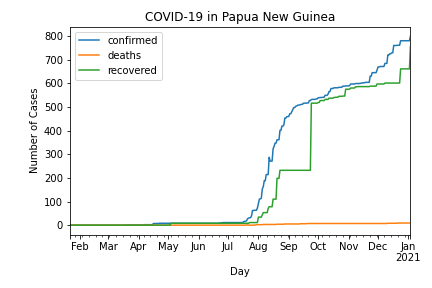 COVID-19 in Papua New Guinea
confirmed
deaths
recovered
800
700
600
500
400
300
200
100
0
Number of Cases
Feb Mar Apr May Jun Jul Aug Sep Oct Nov Dec Jan
2021
Day